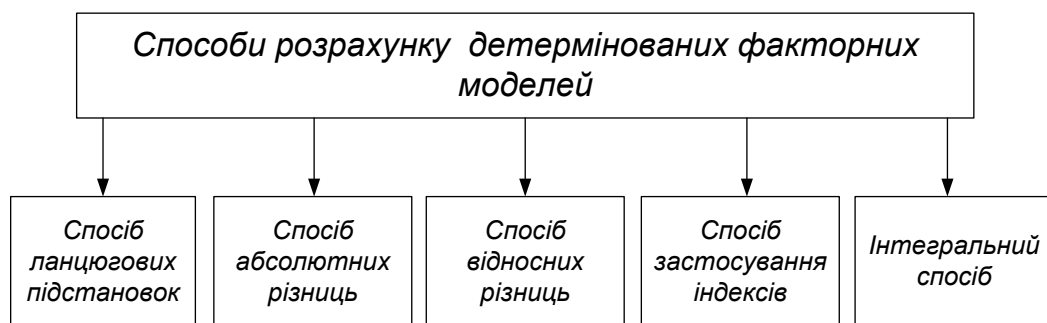 Способи розрахунку детермінованих факторних
моделей
Спосіб
ланцюгових
підстановок
Спосіб
абсолютних
різниць
Спосіб
відносних
різниць
Спосіб
застосування
індексів
Інтегральний
спосіб